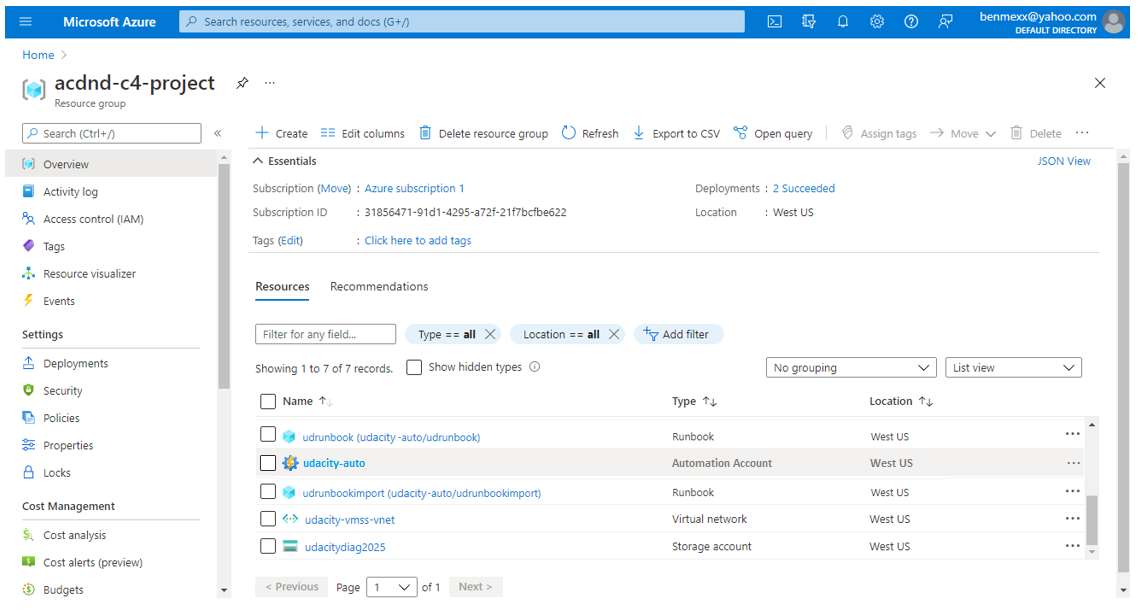 Microsoft Azure
Search resources, services, and docs (G+/)
benmexx@yahoo.com
DEFAULT DIRECTORY
Home
acdnd-c4-project
Resource group
Search (Ctrl+/)
Create Edit columns Delete resource group Refresh Export to CSV Open query Assign tags Move Delete
Overview
Activity log
Access control (IAM)
Tags
Resource visualizer
Events
Settings
Deployments
Security
Policies
Properties
Locks
Cost Management
Cost analysis
Cost alerts (preview)
Budgets
Essentials
JSON View
Subscription (Move) : Azure subscription 1
Deployments : 2 Succeeded
Subscription ID : 31856471-91d1-4295-a72f-21f7bcfbe622
Location : West US
Tags (Edit) : Click here to add tags
Resources Recommendations
Filter for any field... Type == all Location == all Add filter
Showing 1 to 7 of 7 records. Show hidden types No grouping List view
Name Type Location
udrunbook (udacity -auto/udrunbook) Runbook West US
udacity-auto Automation Account West US
udrunbookimport (udacity-auto/udrunbookimport) Runbook West US
udacity-vmss-vnet Virtual network West US
udacitydiag2025 Storage account West US
< Previous Page 1 of 1 Next >